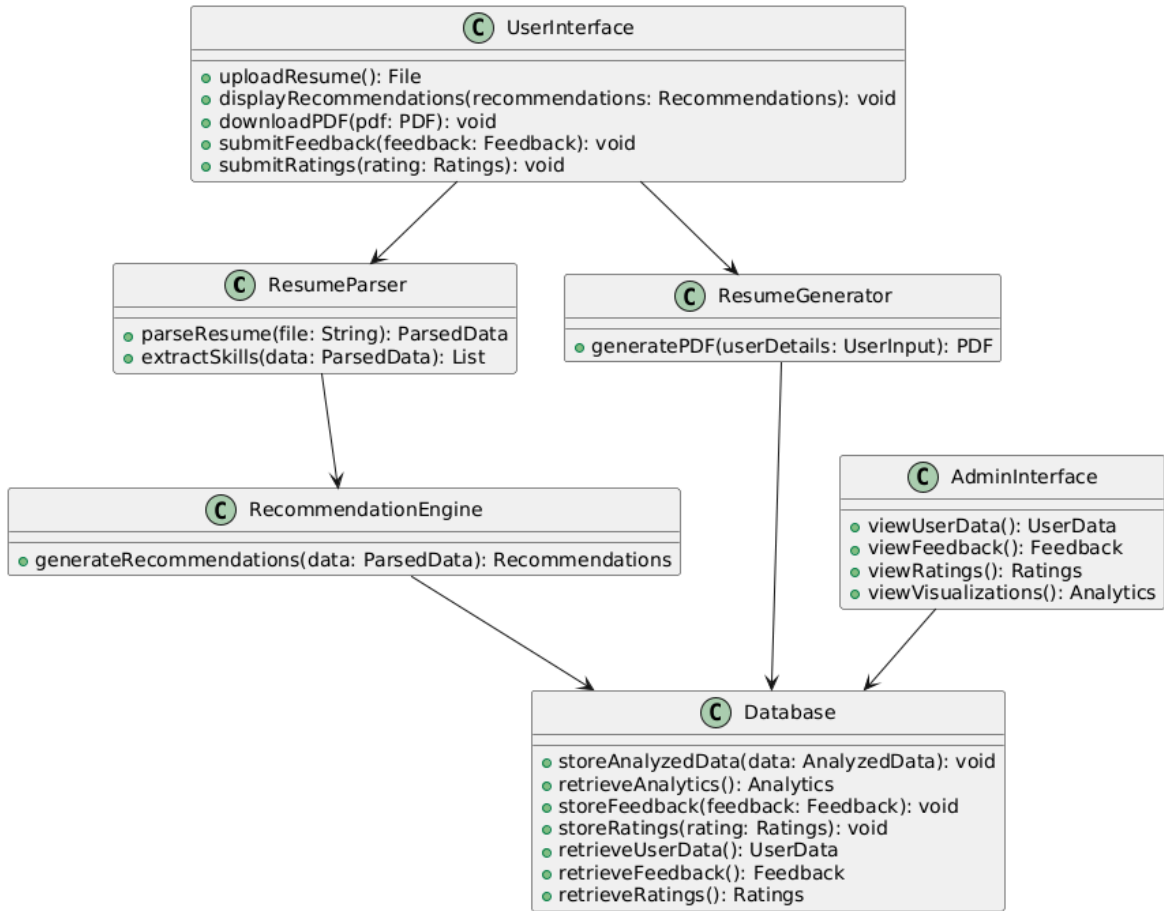 C UserInterface
uploadResume(): File
displayRecommendations(recommendations: Recommendations): void
downloadPDF(pdf: PDF): void
submitFeedback(feedback: Feedback): void
submitRatings(rating: Ratings): void
C ResumeParser
parseResume(file: String): ParsedData
extractSkills(data: ParsedData): List
C ResumeGenerator
generatePDF(userDetails: UserInput): PDF
C RecommendationEngine
generateRecommendations(data: ParsedData): Recommendations
C AdminInterface
viewUserData(): UserData
viewFeedback(): Feedback
viewRatings(): Ratings
viewVisualizations(): Analytics
C Database
storeAnalyzedData(data: AnalyzedData): void
retrieveAnalytics(): Analytics
storeFeedback(feedback: Feedback): void
storeRatings(rating: Ratings): void
retrieveUserData(): UserData
retrieveFeedback(): Feedback
retrieveRatings(): Ratings